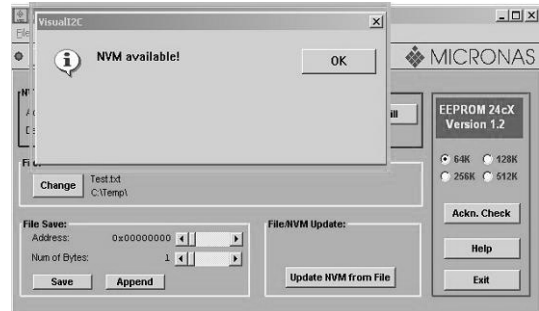 VisualI2C
File
NVM available!
OK
MICRONAS
EEPROM 24cX
Version 1.2
64K 128K
256K 512K
Change
Test.txt
C:\Temp\
Ackn. Check
File Save:
Address: 0x00000000
Num of Bytes: 1
Save Append
File/NVM Update:
Update NVM from File
Help
Exit